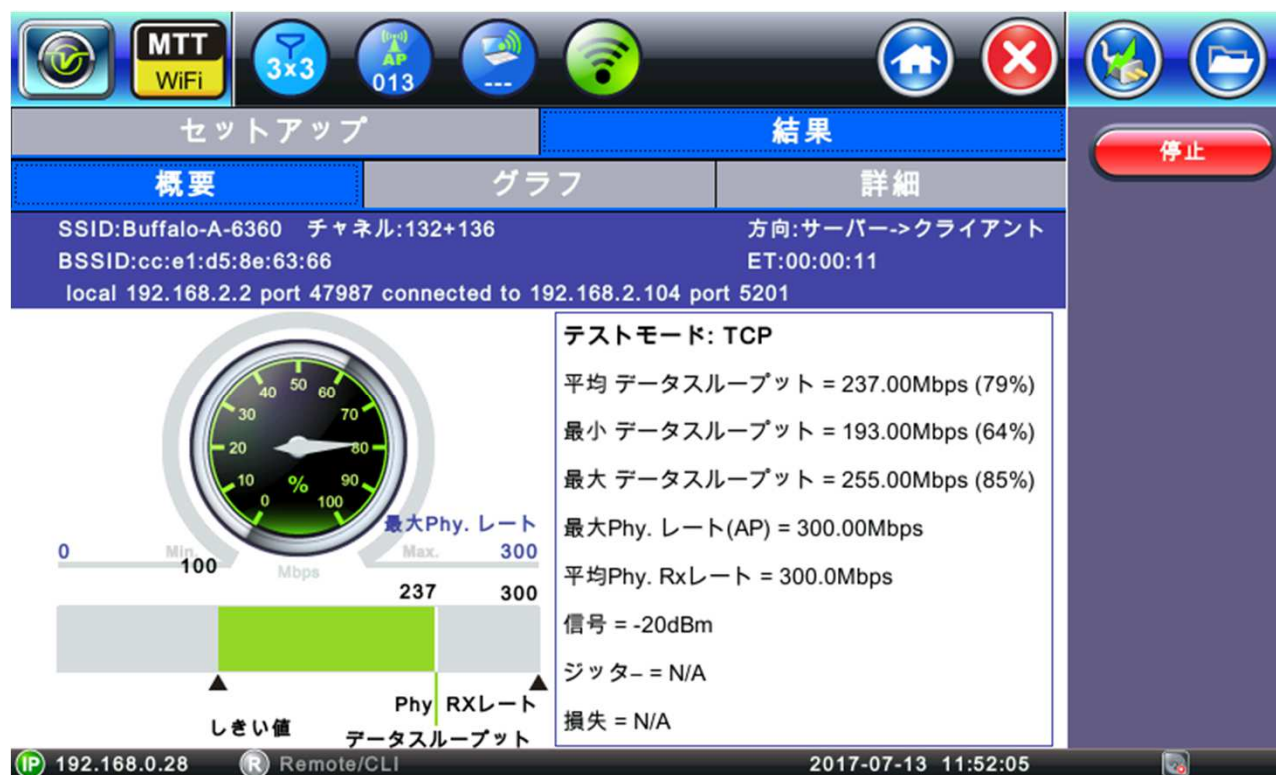 MTT
WiFi
3×3
AP
013
---
セットアップ
結果
停止
概要
グラフ
詳細
SSID:Buffalo-A-6360 チャネル:132+136
方向:サーバー->クライアント
BSSID:cc:e1:d5:8e:63:66
ET:00:00:11
local 192.168.2.2 port 47987 connected to 192.168.2.104 port 5201
0
10
20
30
40
50
60
70
80
90
100
%
最大Phy. レート
0
Min.
100
Mbps
Max.
300
237
300
Phy RXレート
しきい値
データスループット
テストモード: TCP
平均 データスループット = 237.00Mbps (79%)
最小 データスループット = 193.00Mbps (64%)
最大 データスループット = 255.00Mbps (85%)
最大Phy. レート(AP) = 300.00Mbps
平均Phy. Rxレート = 300.0Mbps
信号 = -20dBm
ジッタ– = N/A
損失 = N/A
IP 192.168.0.28
R Remote/CLI
2017-07-13 11:52:05